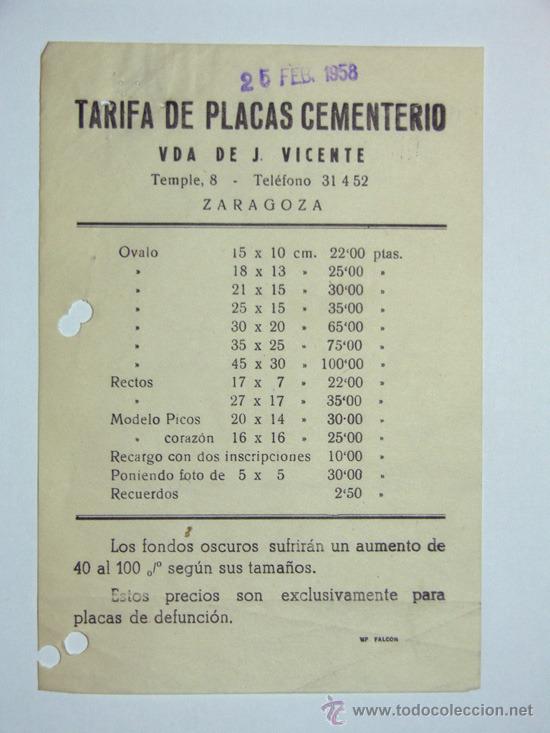 25 FEB. 1958
TARIFA DE PLACAS CEMENTERIO
VDA DE J. VICENTE
Temple, 8 - Teléfono 31 4 52
ZARAGOZA
Ovalo 15 x 10 cm. 22'00 ptas.
» 18 x 13 » 25'00 »
» 21 x 15 » 30'00 »
» 25 x 15 » 35'00 »
» 30 x 20 » 65'00 »
» 35 x 25 » 75'00 »
» 45 x 30 » 100'00 »
Rectos 17 x 7 » 22'00 »
» 27 x 17 » 35'00 »
Modelo Picos 20 x 14 » 30·00 »
» corazón 16 x 16 » 25'00 »
Recargo con dos inscripciones 10'00 »
Poniendo foto de 5 x 5 30'00 »
Recuerdos 2'50 »
Los fondos oscuros sufrirán un aumento de
40 al 100 o/o según sus tamaños.
Estos precios son exclusivamente para
placas de defunción.
MP FALCON
todocoleccion
www.todocoleccion.net